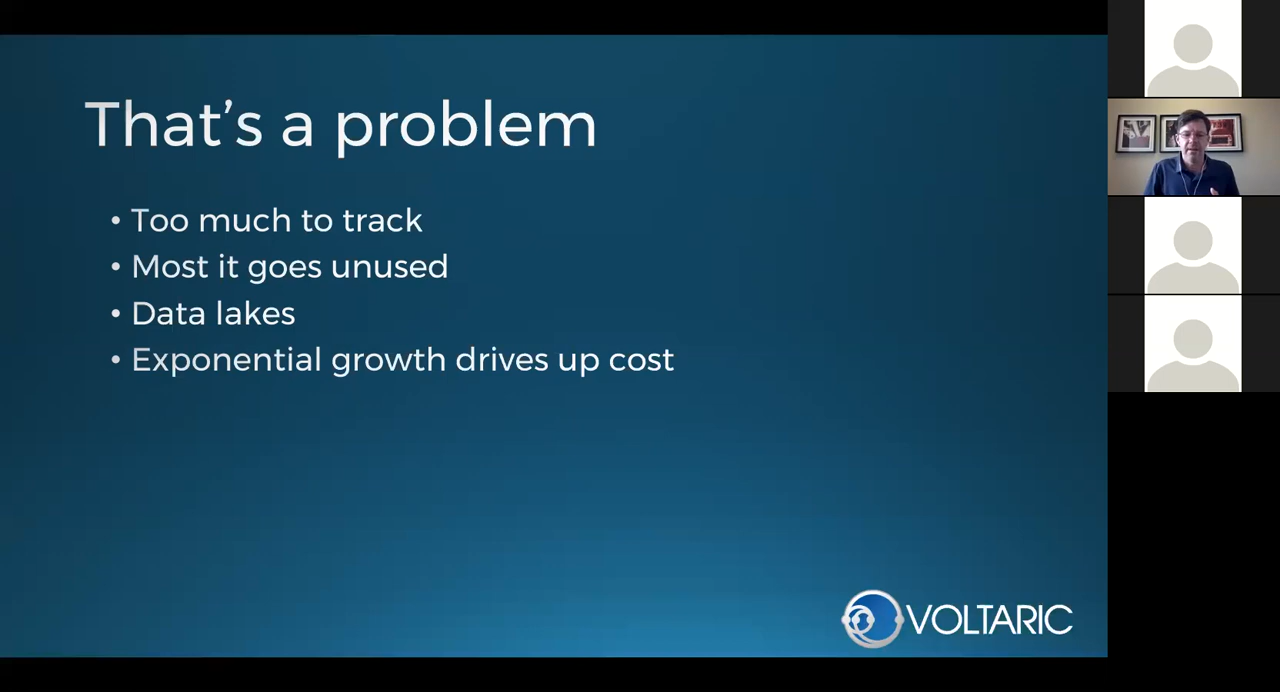 That’s a problem
• Too much to track
• Most it goes unused
• Data lakes
• Exponential growth drives up cost
VOLTARIC